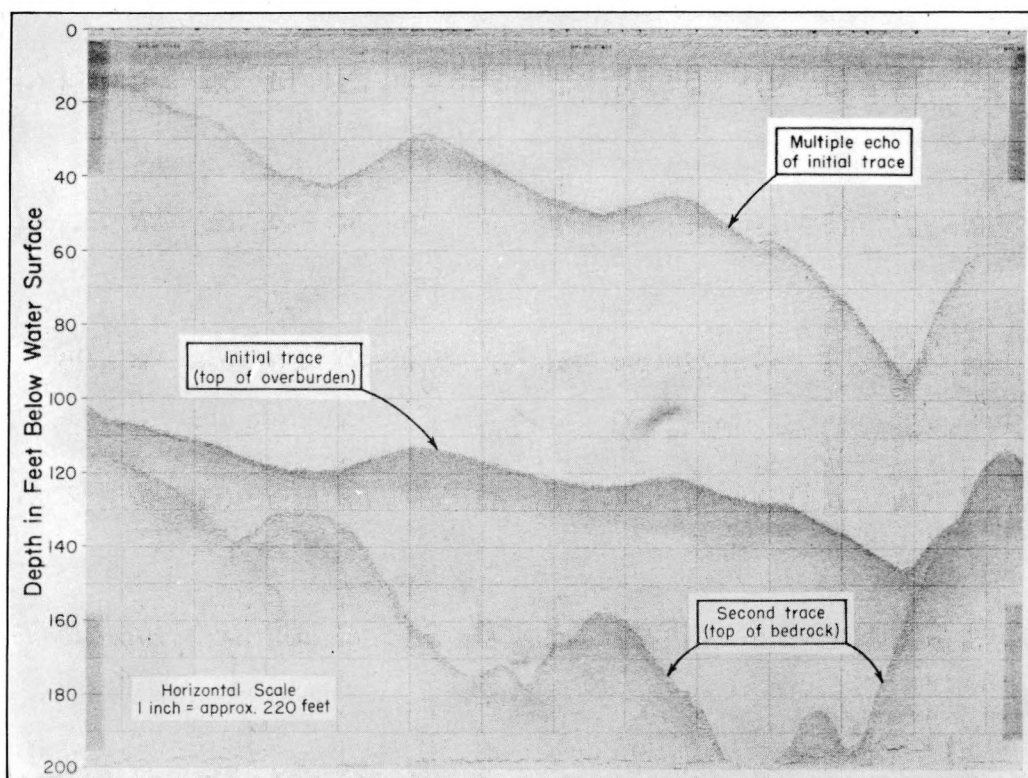 Depth in Feet Below Water Surface
0
20
40
60
80
100
120
140
160
180
200
Multiple echo
of initial trace
Initial trace
(top of overburden)
Second trace
(top of bedrock)
Horizontal Scale
1 inch = approx. 220 feet